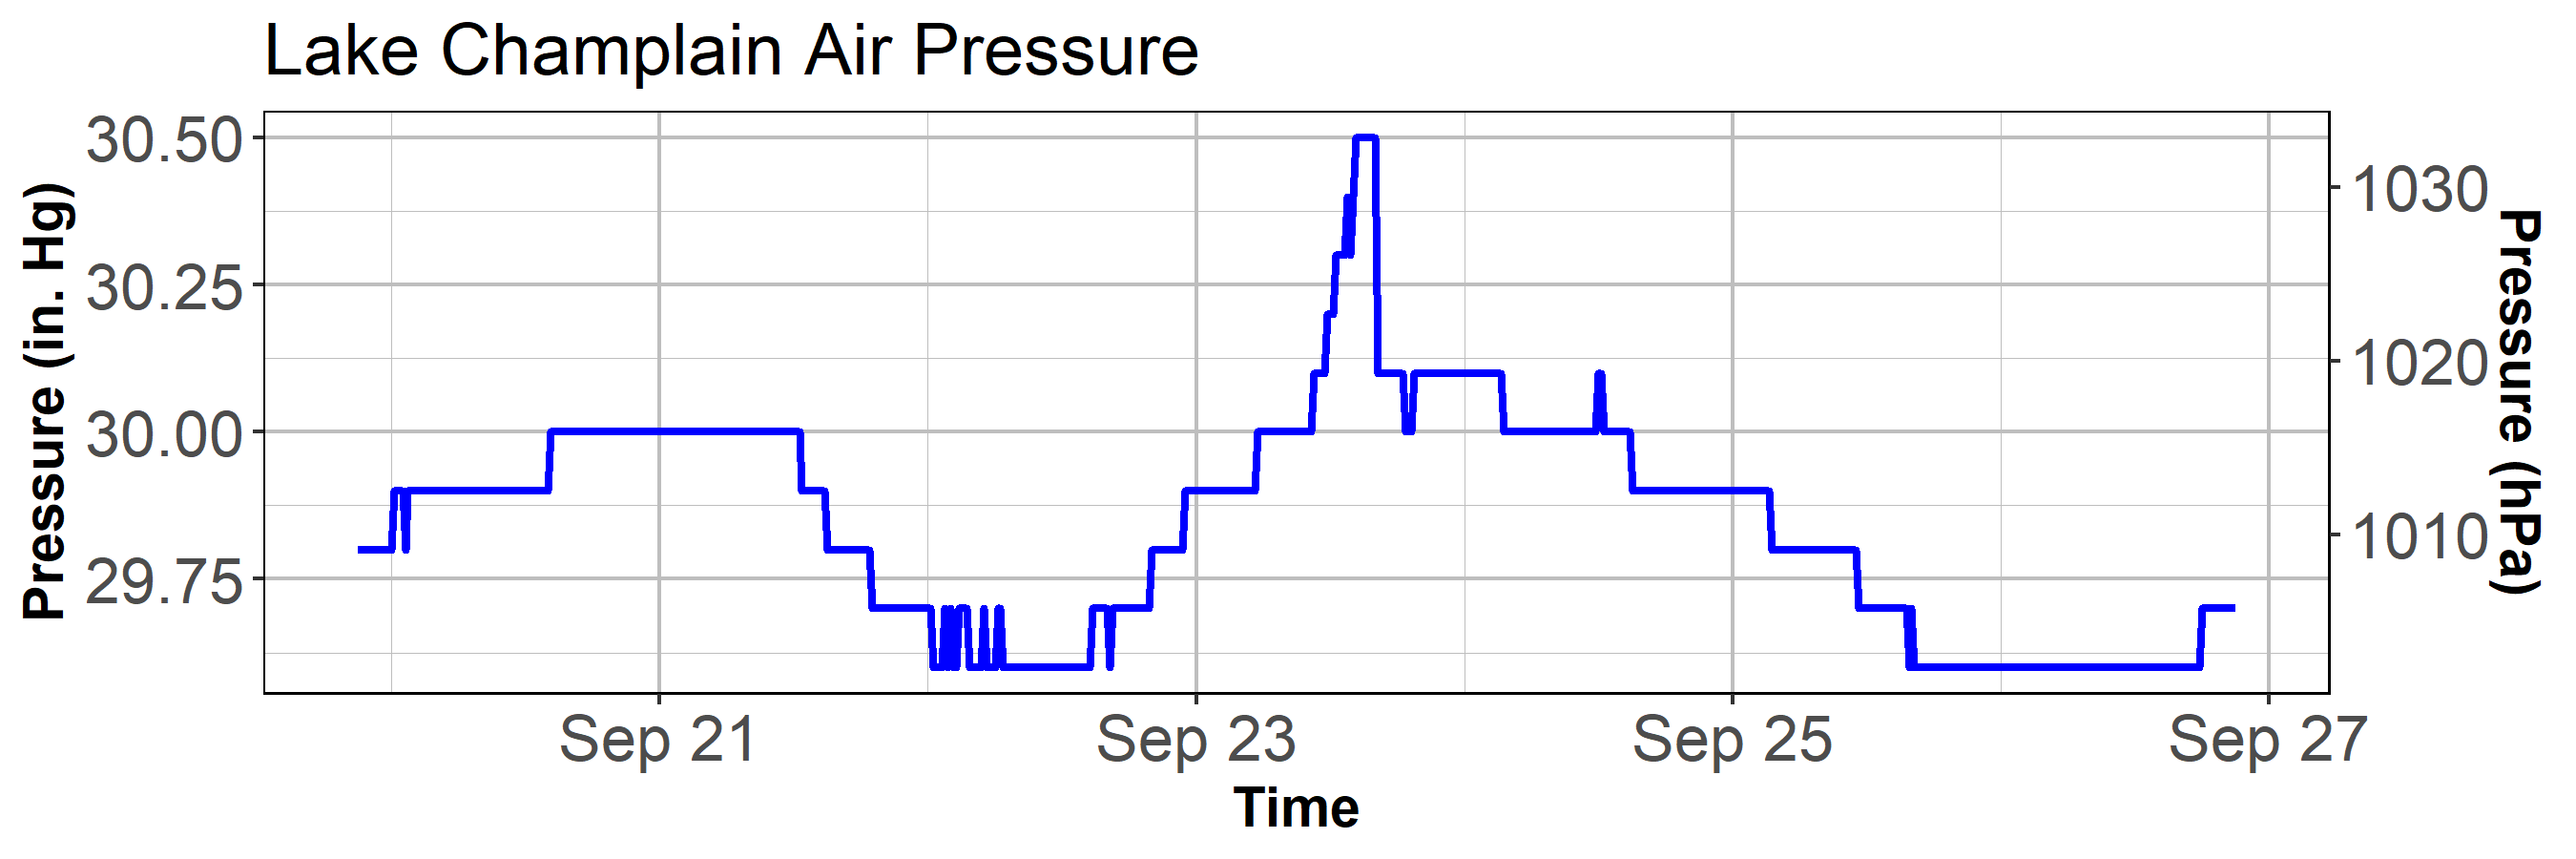 Lake Champlain Air Pressure
Pressure (in. Hg)
30.50
30.25
30.00
29.75
1030
1020
1010
Pressure (hPa)
Sep 21
Sep 23
Sep 25
Sep 27
Time